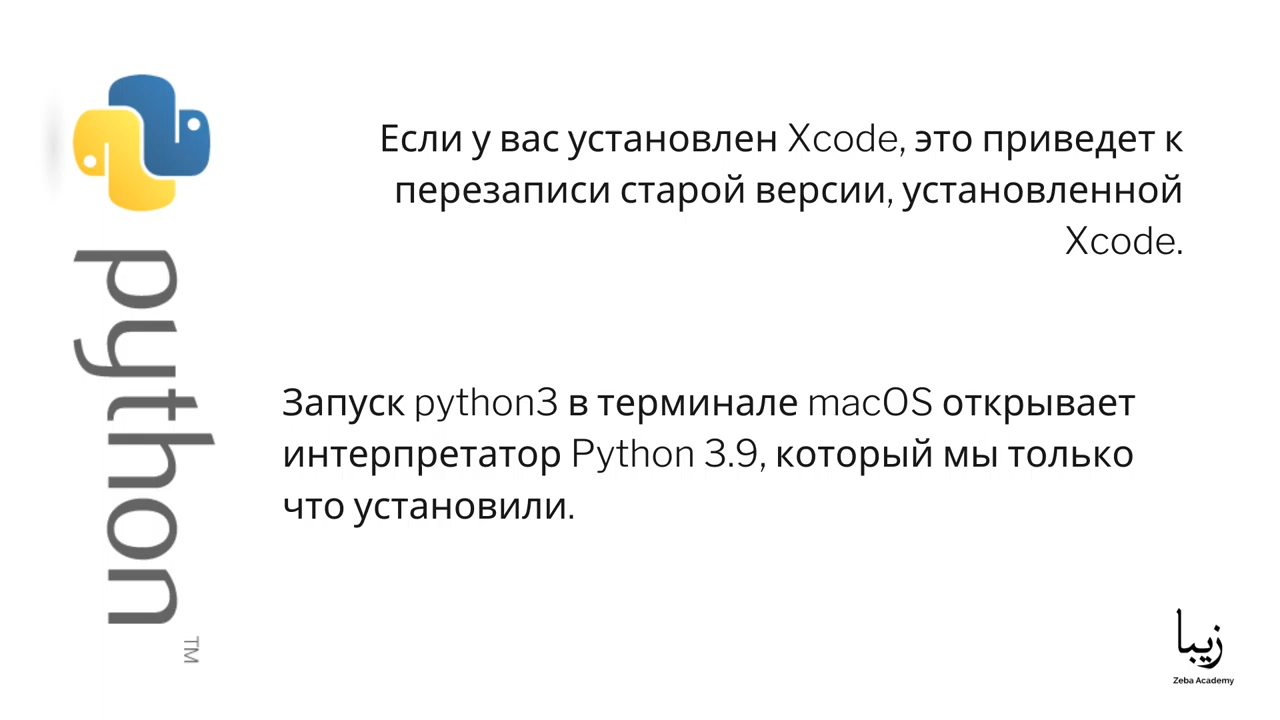 Если у вас установлен Xcode, это приведет к
перезаписи старой версии, установленной
Xcode.
Запуск python3 в терминале macOS открывает
интерпретатор Python 3.9, который мы только
что установили.
python
TM
زيبا
Zeba Academy